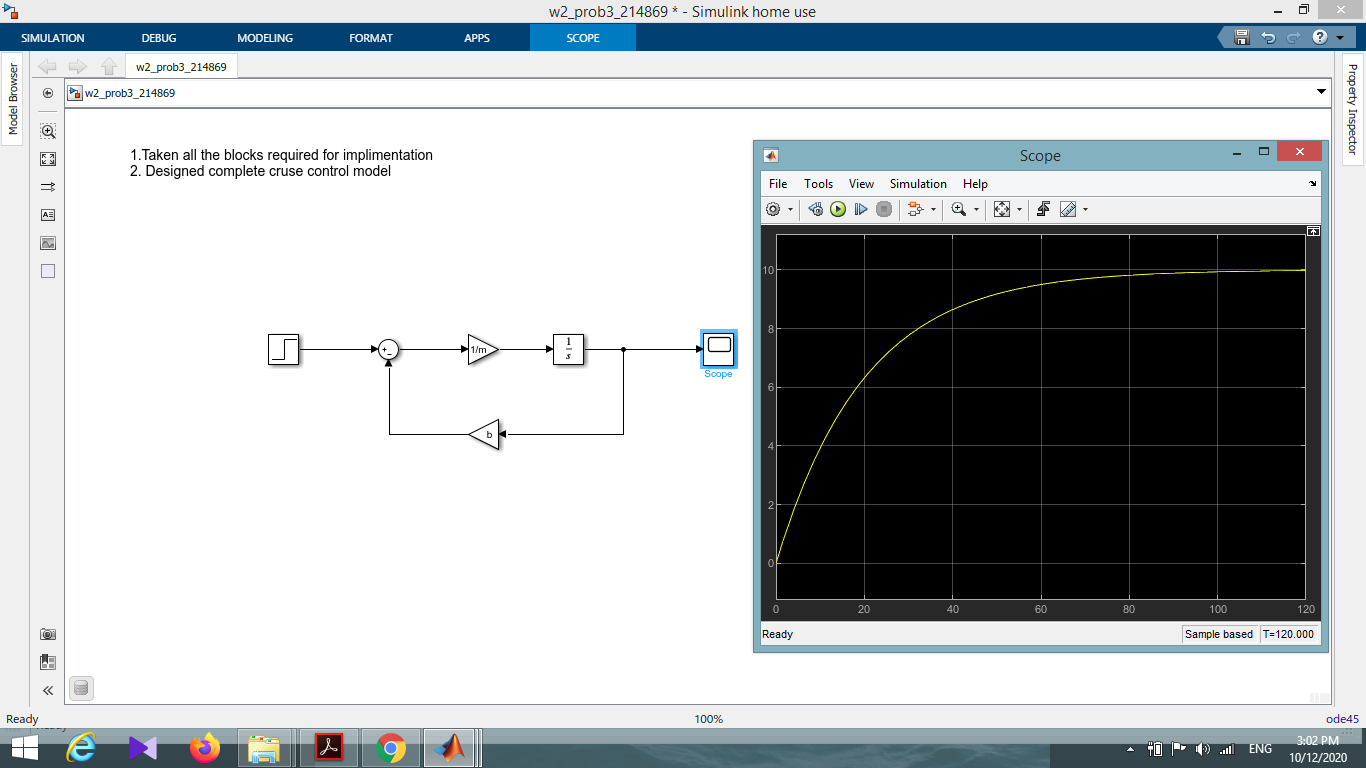 w2_prob3_214869 * - Simulink home use
SIMULATION DEBUG MODELING FORMAT APPS SCOPE
w2_prob3_214869
w2_prob3_214869
Model Browser
Property Inspector
1.Taken all the blocks required for implimentation
2. Designed complete cruse control model
+
-
1/m
1
s
b
Scope
Scope
File Tools View Simulation Help
10
8
6
4
2
0
0 20 40 60 80 100 120
Ready Sample based T=120.000
Ready 100% ode45
ENG
3:02 PM
10/12/2020